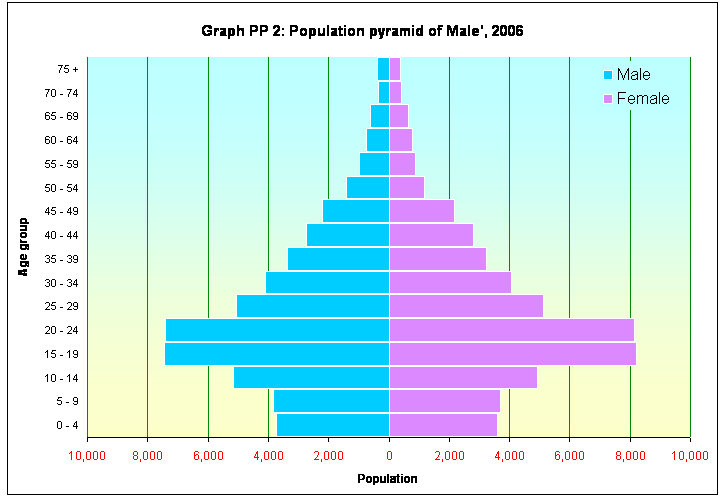 Graph PP 2: Population pyramid of Male', 2006
Male
Female
Age group
75 +
70 - 74
65 - 69
60 - 64
55 - 59
50 - 54
45 - 49
40 - 44
35 - 39
30 - 34
25 - 29
20 - 24
15 - 19
10 - 14
5 - 9
0 - 4
10,000 8,000 6,000 4,000 2,000 0 2,000 4,000 6,000 8,000 10,000
Population